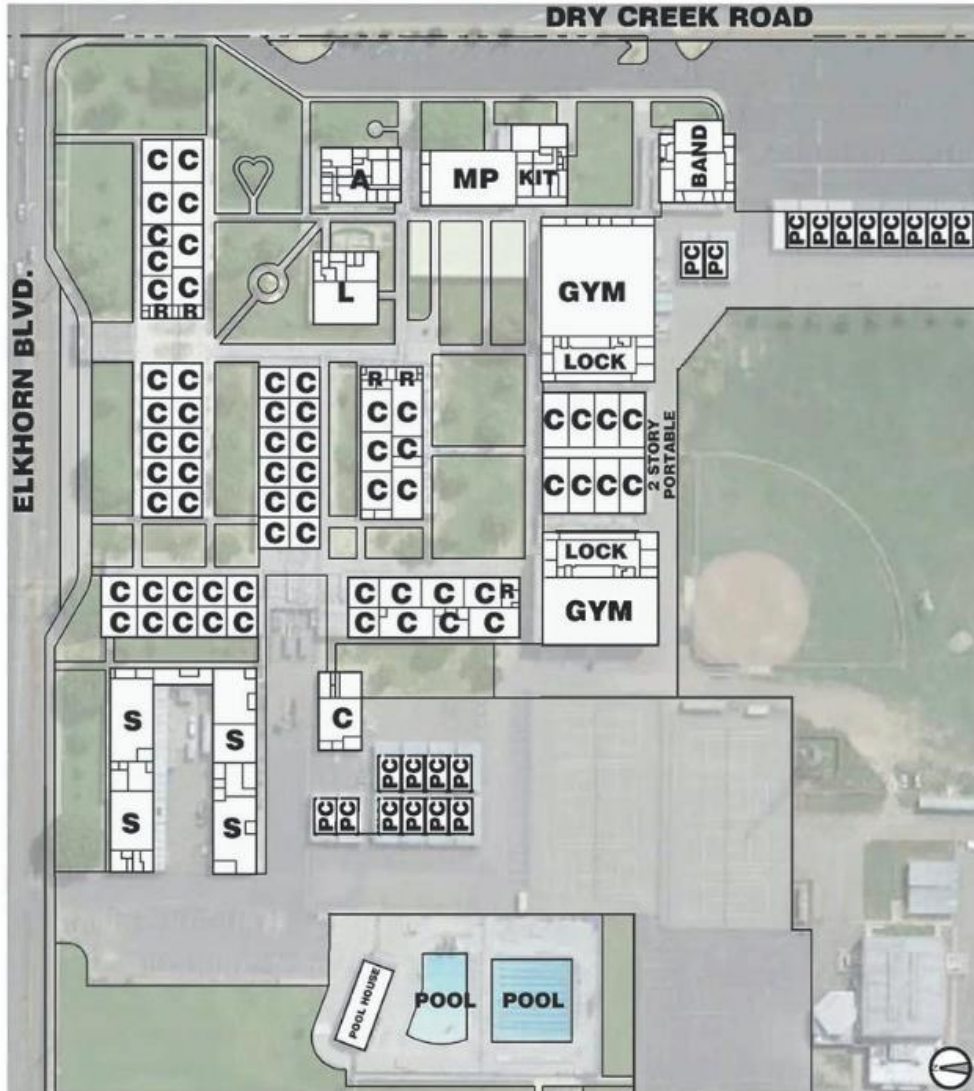 DRY CREEK ROAD
ELKHORN BLVD.
C C
C C
C
C
C
C
C C
R R
A
MP
KIT
BAND
PC PC PC PC PC PC PC PC
PC PC
L
GYM
LOCK
C C
C C
C C
C C
C C
C C
C C
C C
C C
C C
C C
R R
C C
C C
C C
C C C C
C C C C
2 STORY
PORTABLE
LOCK
GYM
C C C C C
C C C C C
C C C C R
C C C C
S
S
S
S
C
PC PC PC PC
PC PC
PC PC PC PC
POOL HOUSE
POOL
POOL